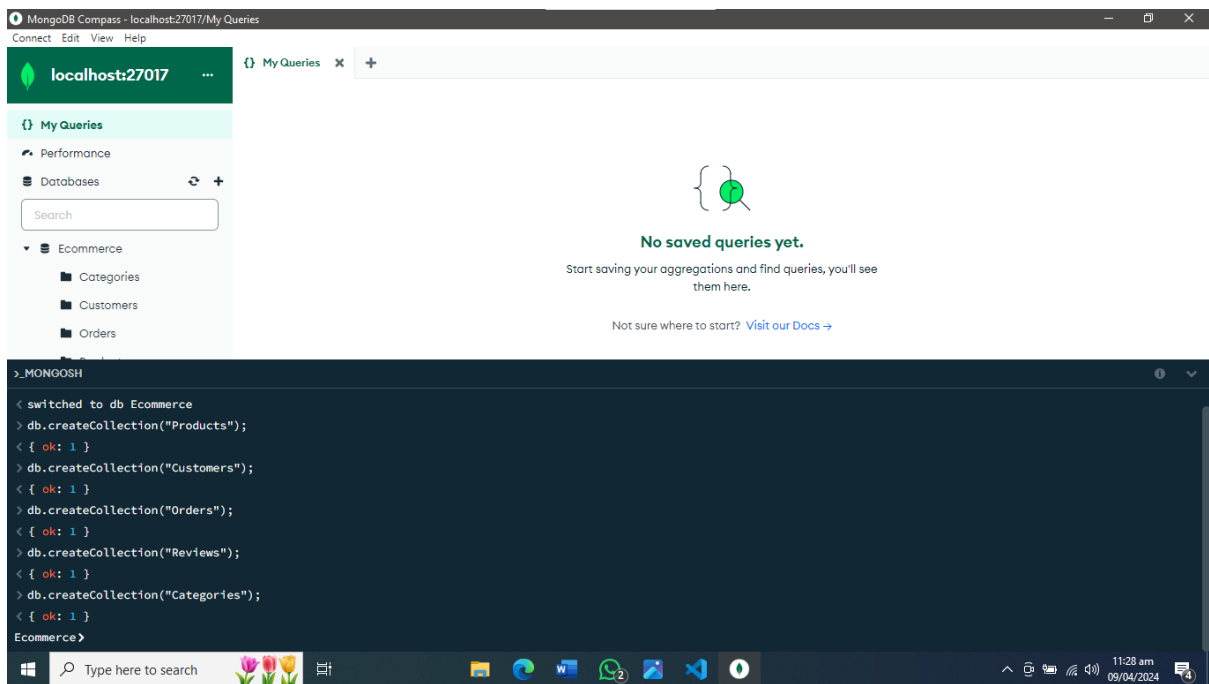 MongoDB Compass - localhost:27017/My Queries
Connect Edit View Help
localhost:27017 ...
{} My Queries
My Queries
Performance
Databases
Search
Ecommerce
Categories
Customers
Orders
No saved queries yet.
Start saving your aggregations and find queries, you'll see
them here.
Not sure where to start? Visit our Docs →
>_MONGOSH
< switched to db Ecommerce
> db.createCollection("Products");
< { ok: 1 }
> db.createCollection("Customers");
< { ok: 1 }
> db.createCollection("Orders");
< { ok: 1 }
> db.createCollection("Reviews");
< { ok: 1 }
> db.createCollection("Categories");
< { ok: 1 }
Ecommerce>
Type here to search
2
11:28 am
09/04/2024
4